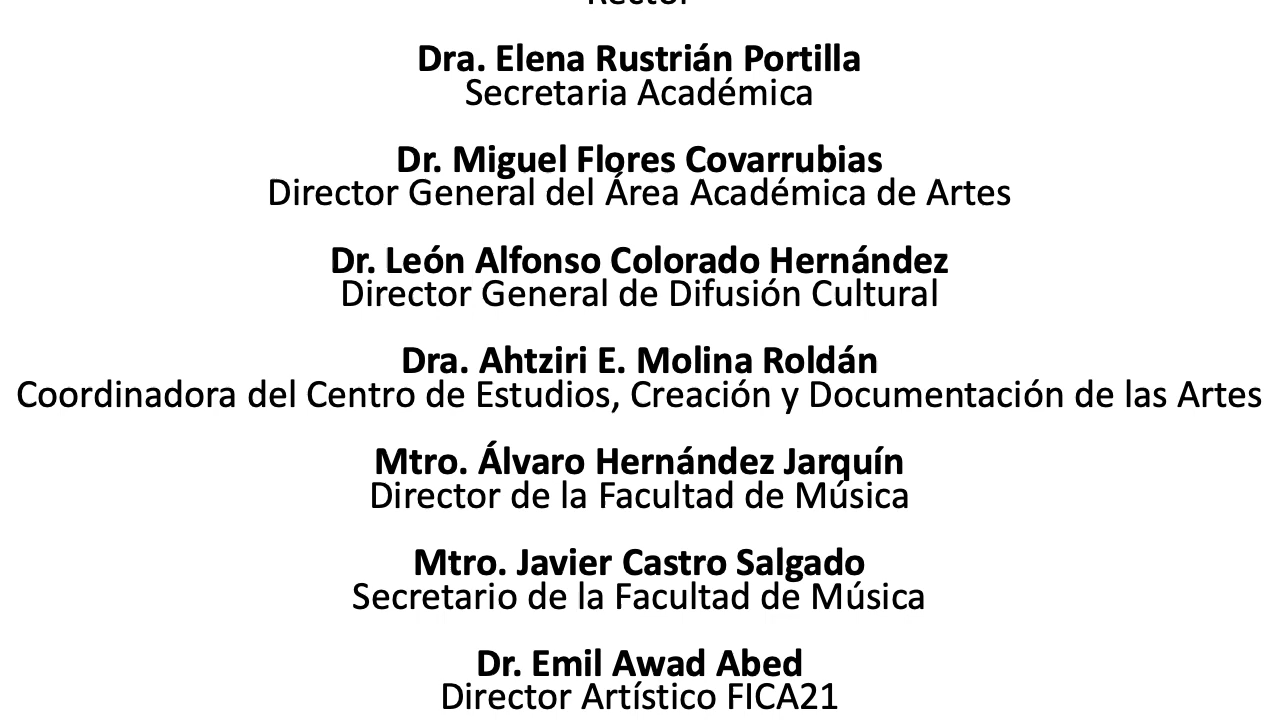 Rector
Dra. Elena Rustrián Portilla
Secretaria Académica
Dr. Miguel Flores Covarrubias
Director General del Área Académica de Artes
Dr. León Alfonso Colorado Hernández
Director General de Difusión Cultural
Dra. Ahtziri E. Molina Roldán
Coordinadora del Centro de Estudios, Creación y Documentación de las Artes
Mtro. Álvaro Hernández Jarquín
Director de la Facultad de Música
Mtro. Javier Castro Salgado
Secretario de la Facultad de Música
Dr. Emil Awad Abed
Director Artístico FICA21